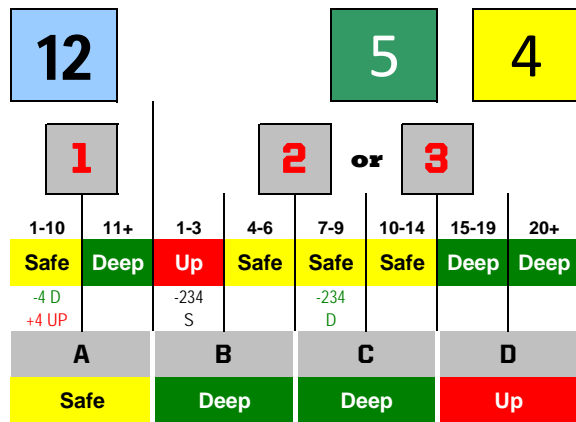 12 5 4
1 2 or 3
1-10 11+ 1-3 4-6 7-9 10-14 15-19 20+
Safe Deep Up Safe Safe Safe Deep Deep
-4 D -234 -234
+4 UP S D
A B C D
Safe Deep Deep Up